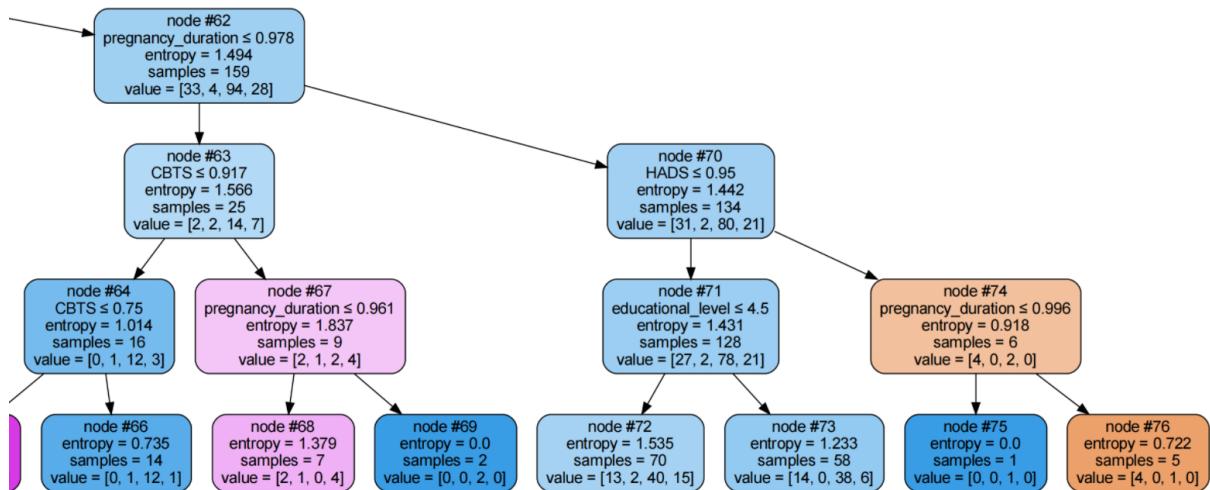 node #62
pregnancy_duration ≤ 0.978
entropy = 1.494
samples = 159
value = [33, 4, 94, 28]
node #63
CBTS ≤ 0.917
entropy = 1.566
samples = 25
value = [2, 2, 14, 7]
node #70
HADS ≤ 0.95
entropy = 1.442
samples = 134
value = [31, 2, 80, 21]
node #64
CBTS ≤ 0.75
entropy = 1.014
samples = 16
value = [0, 1, 12, 3]
node #67
pregnancy_duration ≤ 0.961
entropy = 1.837
samples = 9
value = [2, 1, 2, 4]
node #71
educational_level ≤ 4.5
entropy = 1.431
samples = 128
value = [27, 2, 78, 21]
node #74
pregnancy_duration ≤ 0.996
entropy = 0.918
samples = 6
value = [4, 0, 2, 0]
node #66
entropy = 0.735
samples = 14
value = [0, 1, 12, 1]
node #68
entropy = 1.379
samples = 7
value = [2, 1, 0, 4]
node #69
entropy = 0.0
samples = 2
value = [0, 0, 2, 0]
node #72
entropy = 1.535
samples = 70
value = [13, 2, 40, 15]
node #73
entropy = 1.233
samples = 58
value = [14, 0, 38, 6]
node #75
entropy = 0.0
samples = 1
value = [0, 0, 1, 0]
node #76
entropy = 0.722
samples = 5
value = [4, 0, 1, 0]